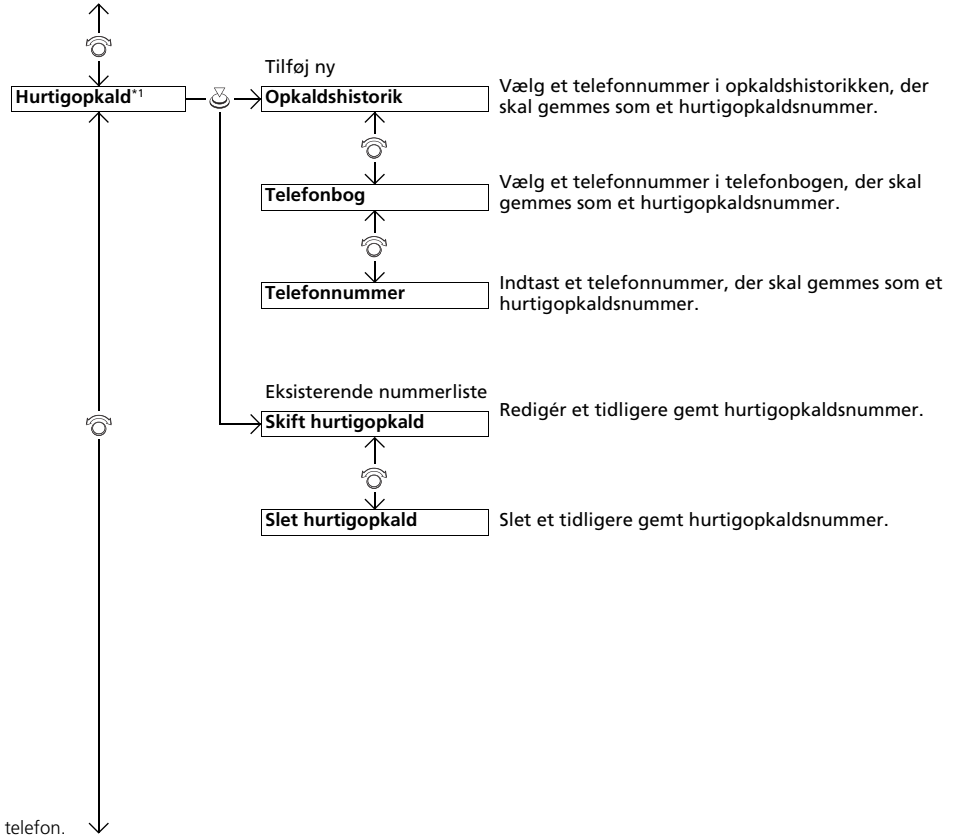 Tilføj ny
Hurtigopkald*1
Opkaldshistorik
Vælg et telefonnummer i opkaldshistorikken, der
skal gemmes som et hurtigopkaldsnummer.
Telefonbog
Vælg et telefonnummer i telefonbogen, der skal
gemmes som et hurtigopkaldsnummer.
Telefonnummer
Indtast et telefonnummer, der skal gemmes som et
hurtigopkaldsnummer.
Eksisterende nummerliste
Skift hurtigopkald
Redigér et tidligere gemt hurtigopkaldsnummer.
Slet hurtigopkald
Slet et tidligere gemt hurtigopkaldsnummer.
telefon.